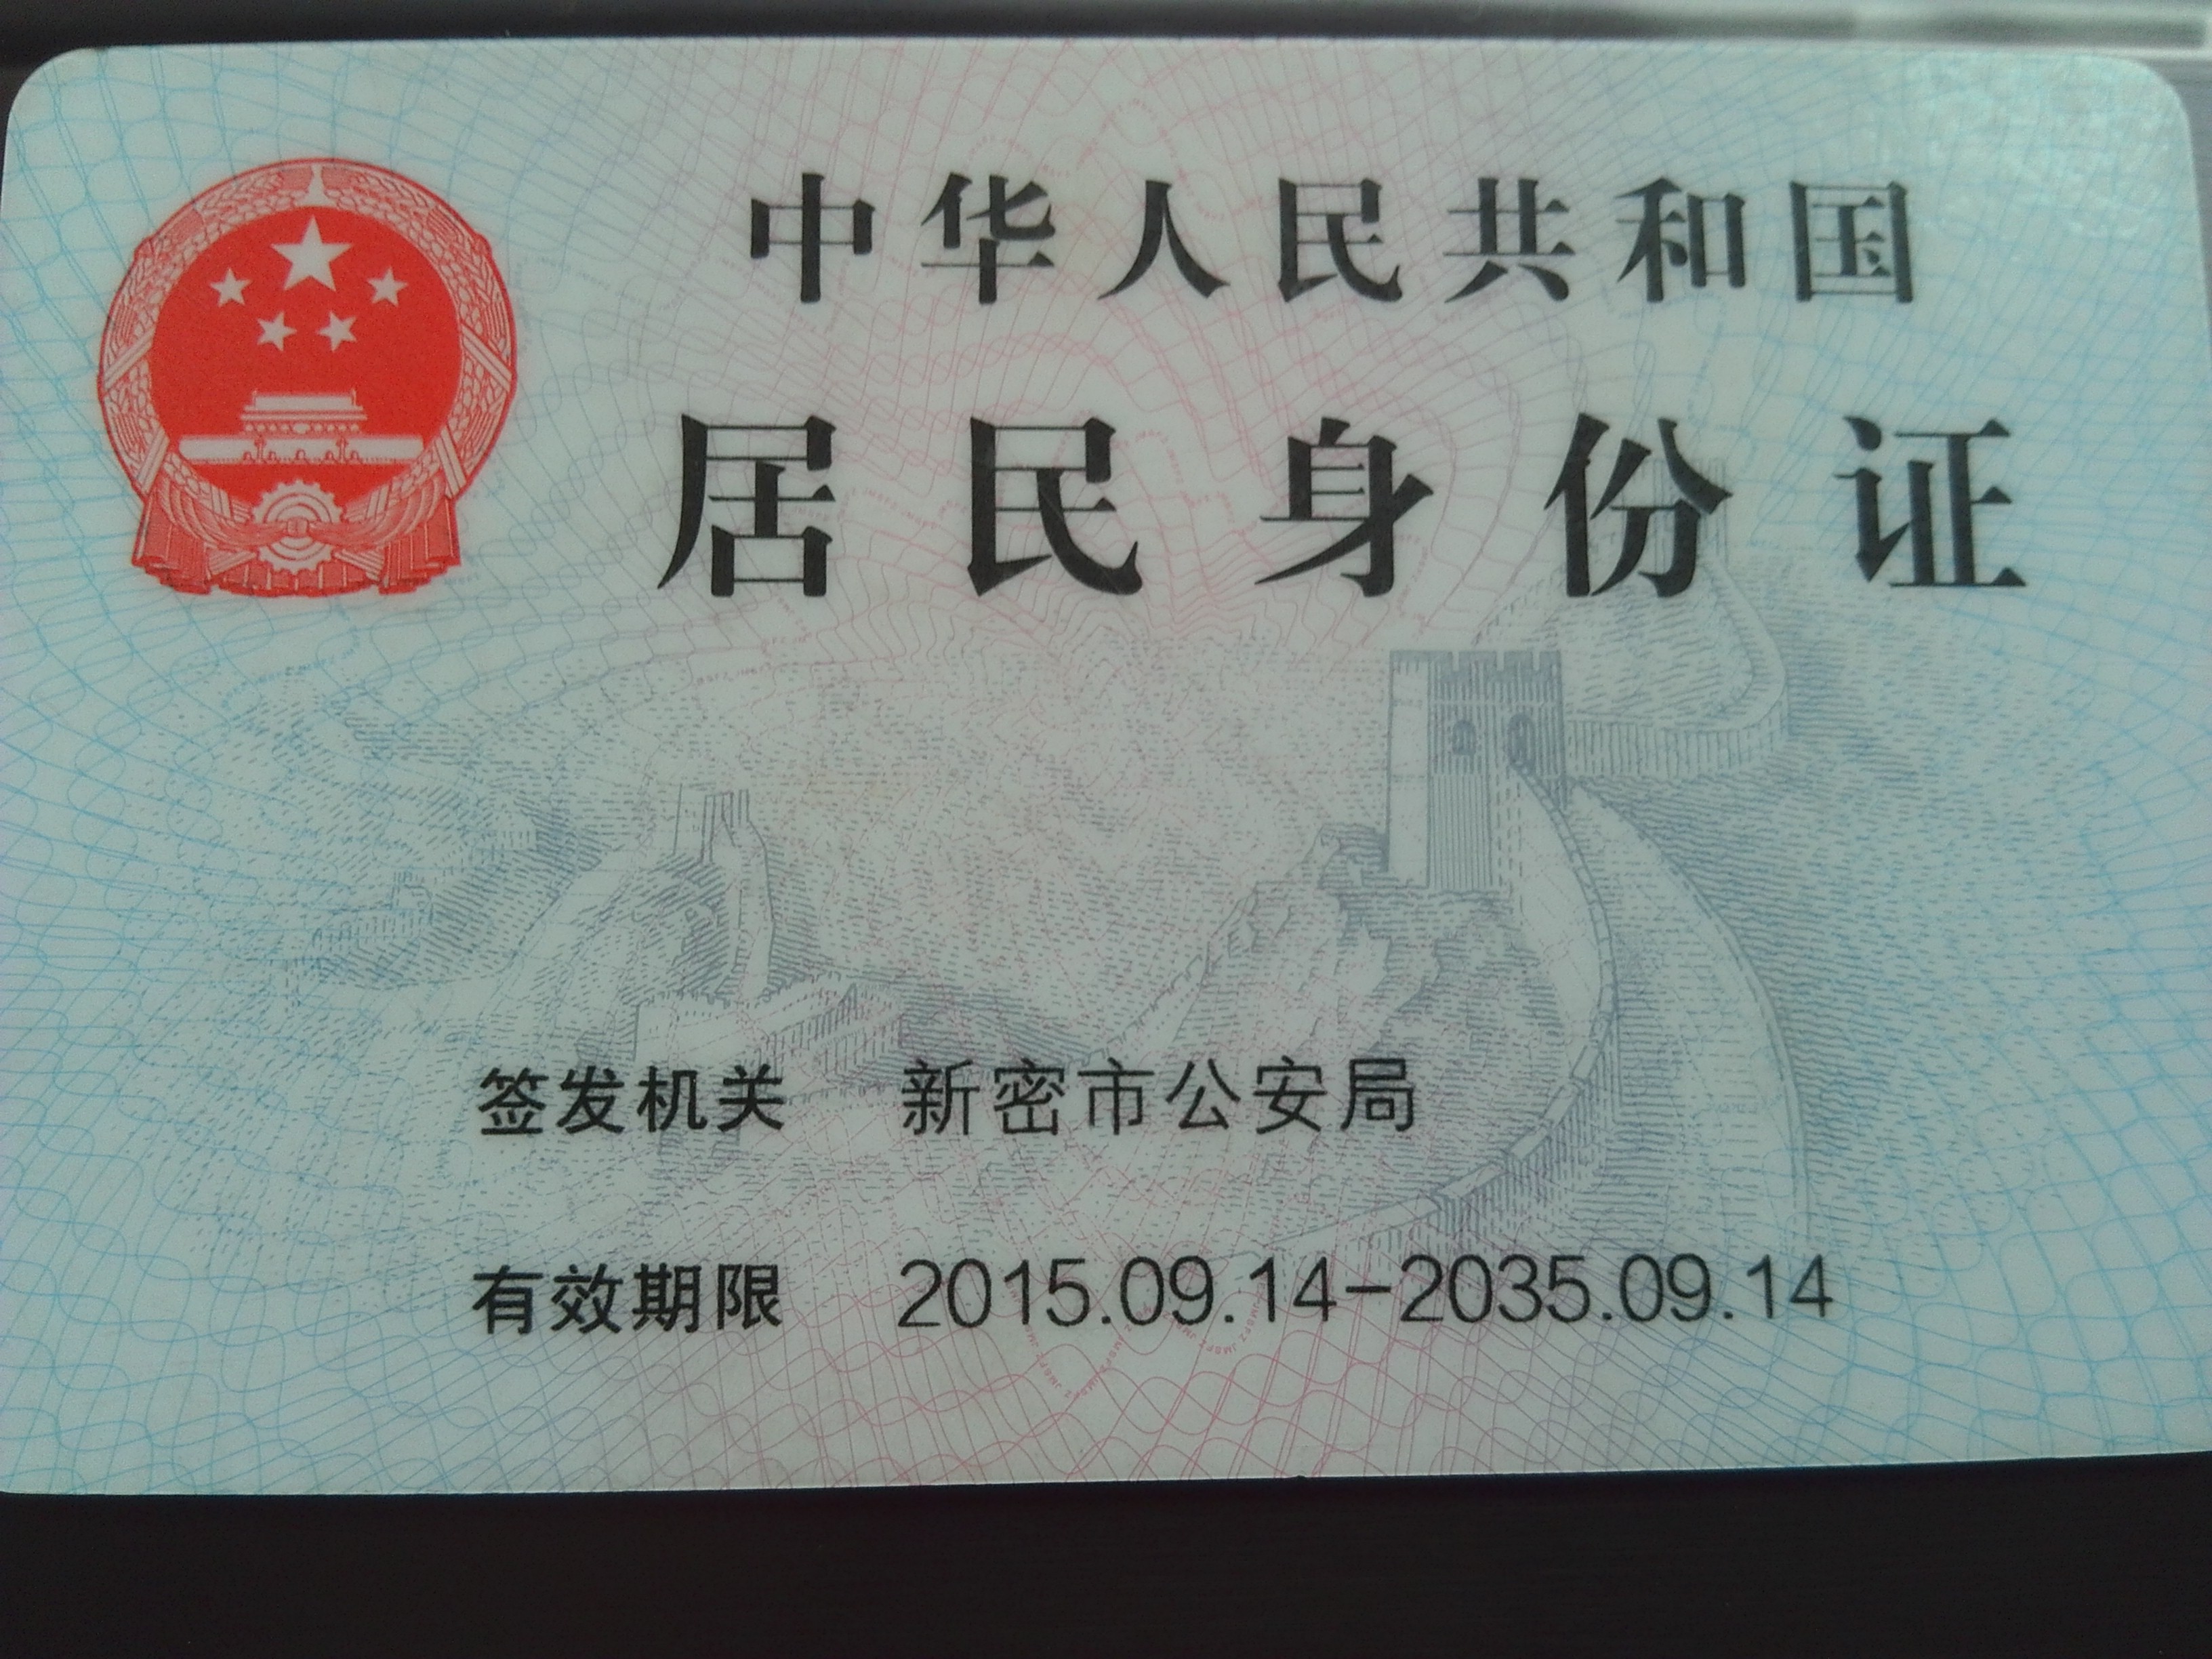 中华人民共和国
居民身份证
签发机关 新密市公安局
有效期限 2015.09.14-2035.09.14